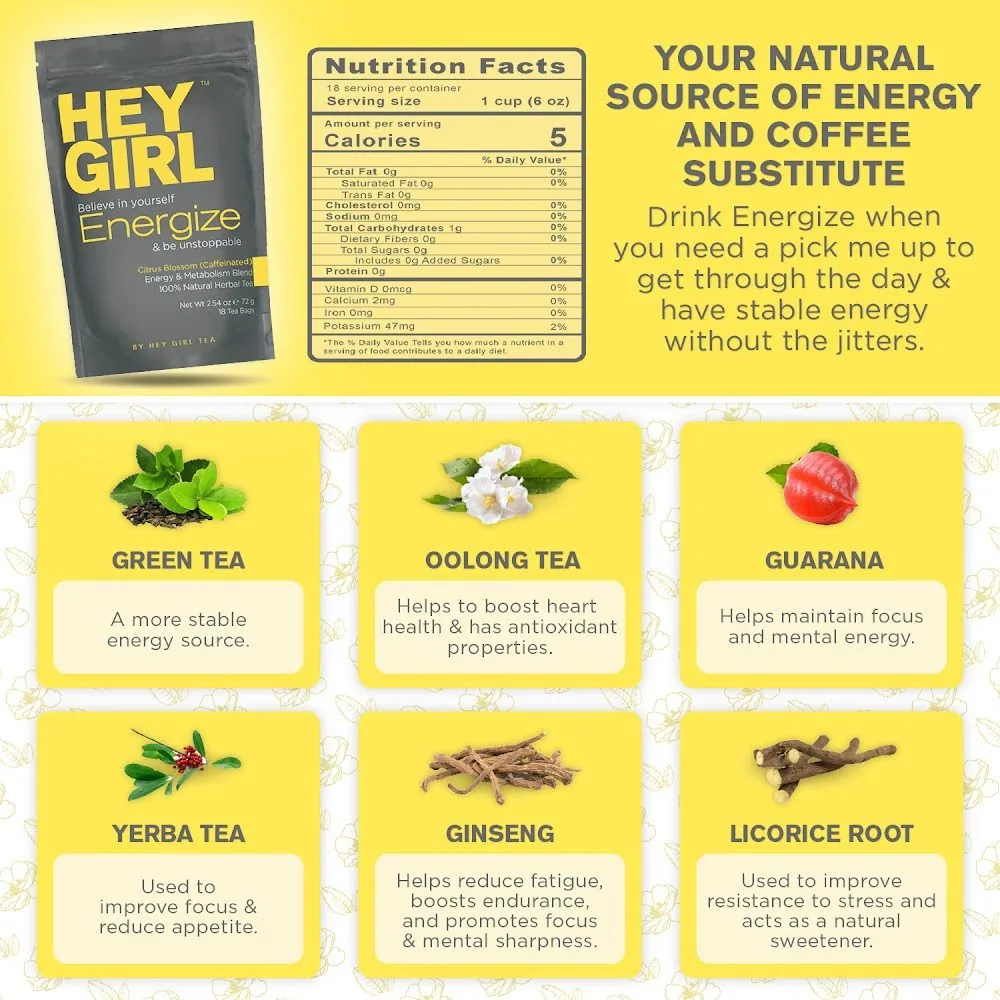 HEY
GIRL
™
Believe in yourself
Energize
& be unstoppable
Citrus Blossom (Caffeinated)
Energy & Metabolism Blend
100% Natural Herbal Tea
Net Wt 2.54 oz e 72 g
18 Tea Bags
BY HEY GIRL TEA
Nutrition Facts
18 serving per container
Serving size 1 cup (6 oz)
Amount per serving
Calories 5
% Daily Value*
Total Fat 0g 0%
Saturated Fat 0g 0%
Trans Fat 0g
Cholesterol 0mg 0%
Sodium 0mg 0%
Total Carbohydrates 1g 0%
Dietary Fibers 0g 0%
Total Sugars 0g
Includes 0g Added Sugars 0%
Protein 0g
Vitamin D 0mcg 0%
Calcium 2mg 0%
Iron 0mg 0%
Potassium 47mg 2%
*The % Daily Value Tells you how much a nutrient in a
serving of food contributes to a daily diet.
YOUR NATURAL
SOURCE OF ENERGY
AND COFFEE
SUBSTITUTE
Drink Energize when
you need a pick me up to
get through the day &
have stable energy
without the jitters.
GREEN TEA
A more stable
energy source.
OOLONG TEA
Helps to boost heart
health & has antioxidant
properties.
GUARANA
Helps maintain focus
and mental energy.
YERBA TEA
Used to
improve focus &
reduce appetite.
GINSENG
Helps reduce fatigue,
boosts endurance,
and promotes focus
& mental sharpness.
LICORICE ROOT
Used to improve
resistance to stress and
acts as a natural
sweetener.